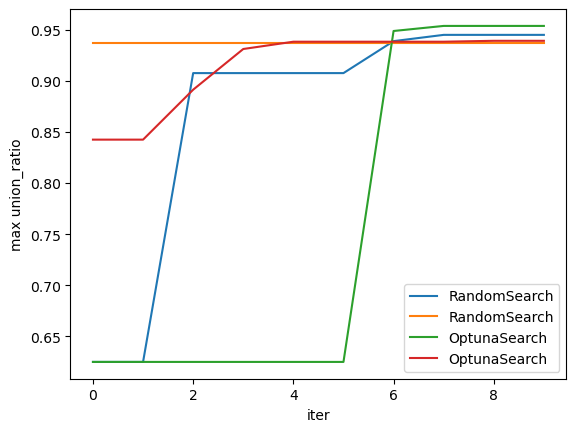 0.95
0.90
0.85
0.80
0.75
0.70
0.65
max union_ratio
0 2 4 6 8
iter
RandomSearch
RandomSearch
OptunaSearch
OptunaSearch